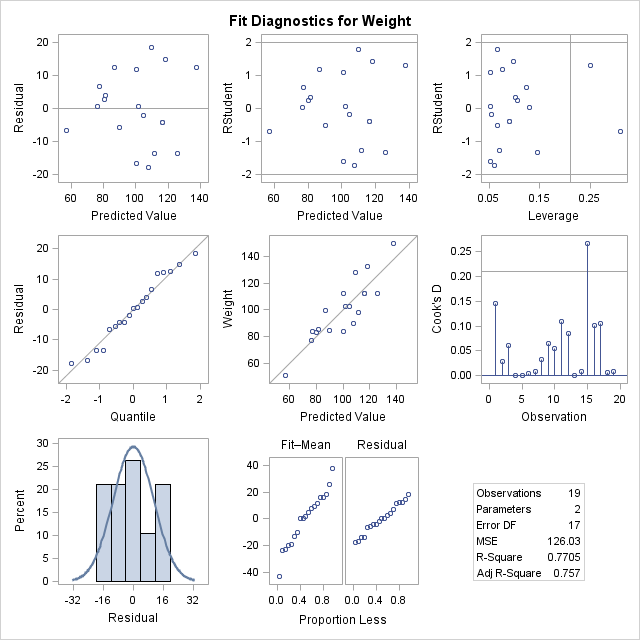 Fit Diagnostics for Weight
Residual
20
10
0
-10
-20
60 80 100 120 140
Predicted Value
RStudent
2
1
0
-1
-2
60 80 100 120 140
Predicted Value
RStudent
2
1
0
-1
-2
0.05 0.15 0.25
Leverage
Residual
20
10
0
-10
-20
-2 -1 0 1 2
Quantile
Weight
140
120
100
80
60
60 80 100 120 140
Predicted Value
Cook's D
0.25
0.20
0.15
0.10
0.05
0.00
0 5 10 15 20
Observation
Percent
30
25
20
15
10
5
0
-32 -16 0 16 32
Residual
Fit–Mean Residual
40
20
0
-20
-40
0.0 0.4 0.8 0.0 0.4 0.8
Proportion Less
Observations 19
Parameters 2
Error DF 17
MSE 126.03
R-Square 0.7705
Adj R-Square 0.757